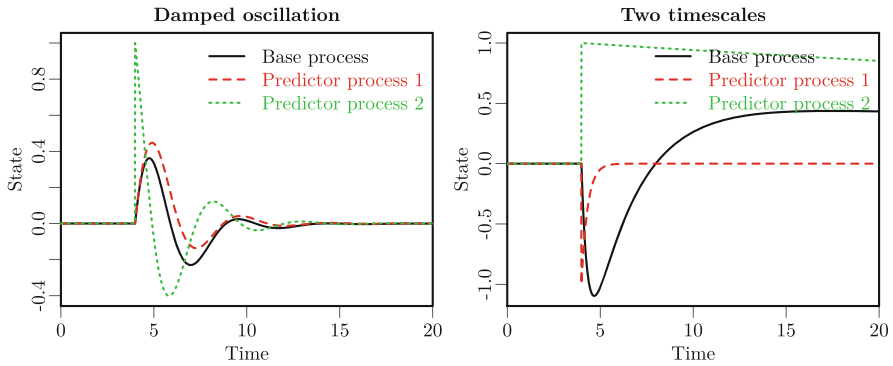 Damped oscillation
Base process
Predictor process 1
Predictor process 2
State
0.8
0.4
0.0
-0.4
0 5 10 15 20
Time
Two timescales
Base process
Predictor process 1
Predictor process 2
State
1.0
0.5
0.0
-0.5
-1.0
0 5 10 15 20
Time